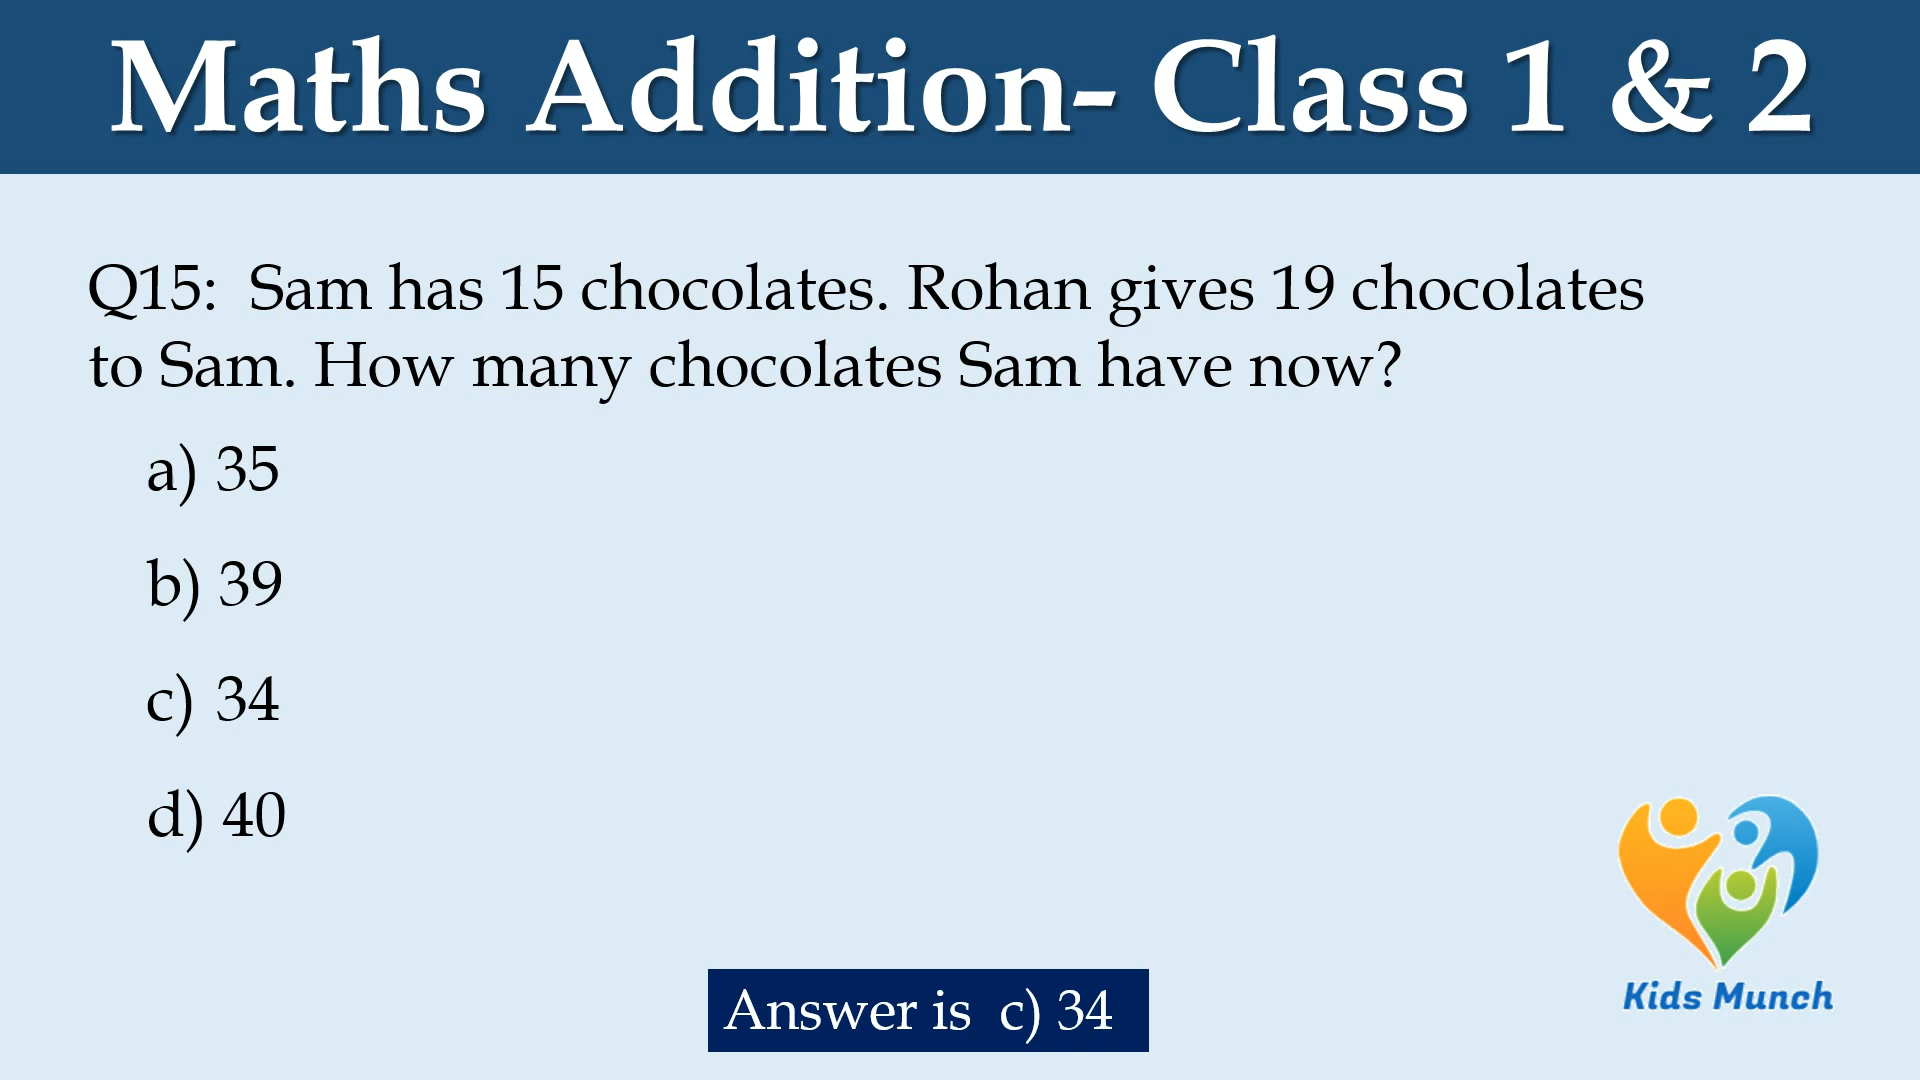 Maths Addition- Class 1 & 2
Q15:  Sam has 15 chocolates. Rohan gives 19 chocolates
to Sam. How many chocolates Sam have now?
a) 35
b) 39
c) 34
d) 40
Kids Munch
Answer is  c) 34